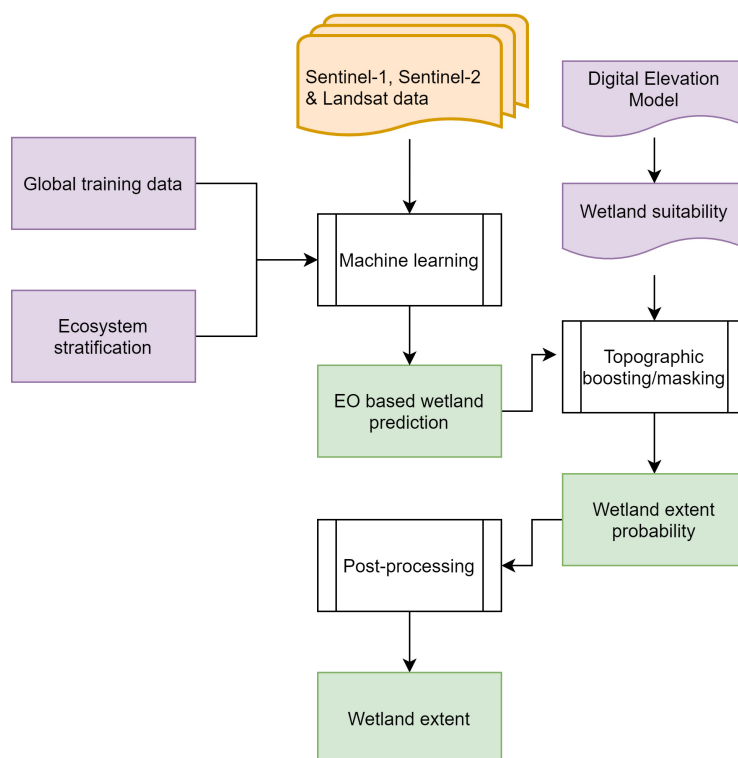 Sentinel-1, Sentinel-2
& Landsat data
Digital Elevation
Model
Global training data
Wetland suitability
Machine learning
Ecosystem
stratification
Topographic
boosting/masking
EO based wetland
prediction
Wetland extent
probability
Post-processing
Wetland extent